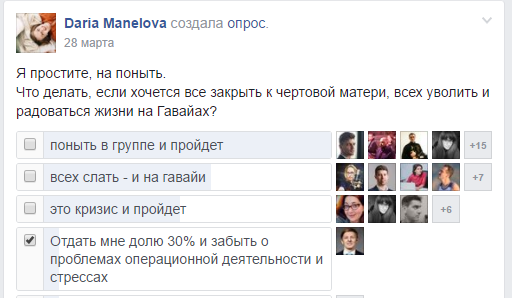 Daria Manelova создала опрос.
28 марта
Я простите, на поныть.
Что делать, если хочется все закрыть к чертовой матери, всех уволить и
радоваться жизни на Гавайах?
поныть в группе и пройдет
+15
всех слать - и на гавайи
+7
это кризис и пройдет
+6
Отдать мне долю 30% и забыть о
проблемах операционной деятельности и
стрессах